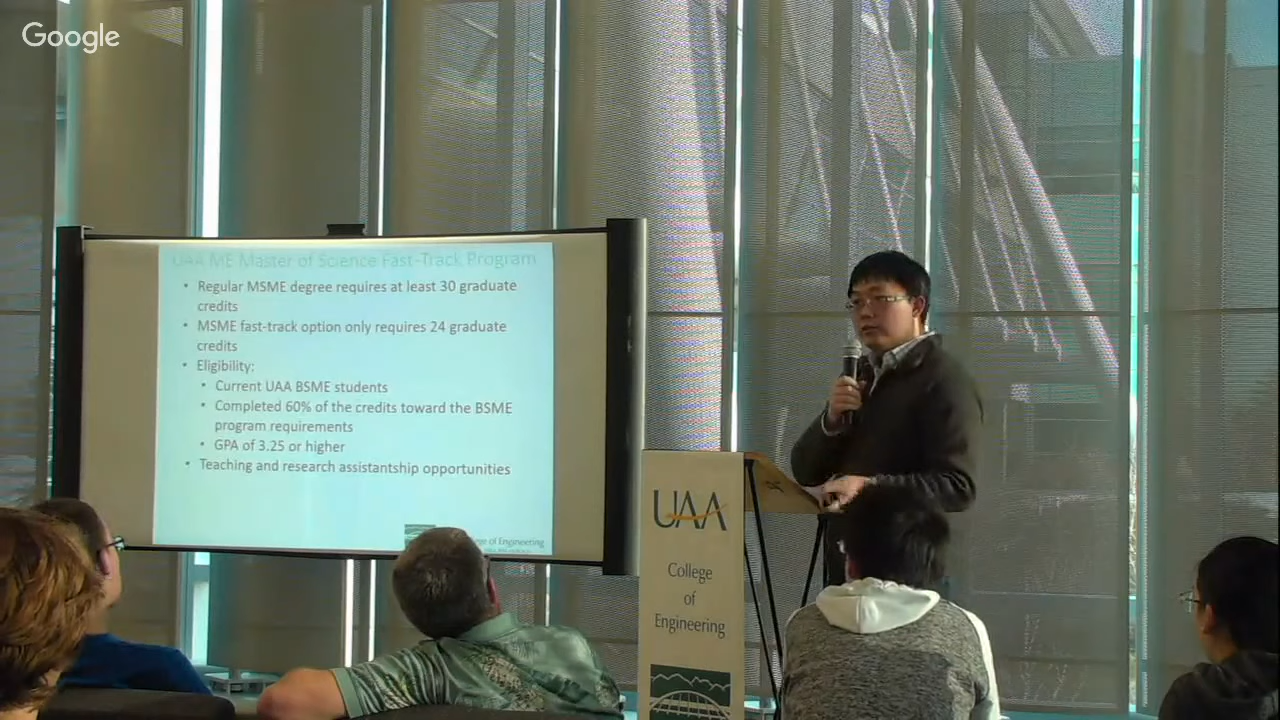 Google
UAA ME Master of Science Fast-Track Program
• Regular MSME degree requires at least 30 graduate
credits
• MSME fast-track option only requires 24 graduate
credits
• Eligibility:
• Current UAA BSME students
• Completed 60% of the credits toward the BSME
program requirements
• GPA of 3.25 or higher
• Teaching and research assistantship opportunities
of Engineering
UAA
College
of
Engineering